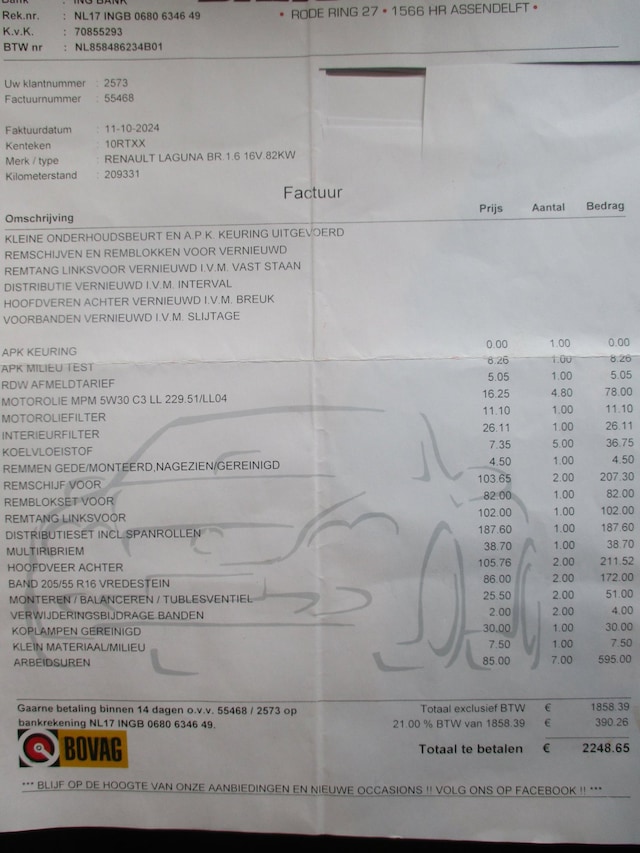 ING BANK
Rek.nr. : NL17 INGB 0680 6346 49
• RODE RING 27 • 1566 HR ASSENDELFT •
K.v.K. : 70855293
BTW nr : NL858486234B01
Uw klantnummer : 2573
Factuurnummer : 55468
Faktuurdatum : 11-10-2024
Kenteken : 10RTXX
Merk / type : RENAULT LAGUNA BR.1.6 16V.82KW
Kilometerstand : 209331
Factuur
Omschrijving Prijs Aantal Bedrag
KLEINE ONDERHOUDSBEURT EN A.P.K. KEURING UITGEVOERD
REMSCHIJVEN EN REMBLOKKEN VOOR VERNIEUWD
REMTANG LINKSVOOR VERNIEUWD I.V.M. VAST STAAN
DISTRIBUTIE VERNIEUWD I.V.M. INTERVAL
HOOFDVEREN ACHTER VERNIEUWD I.V.M. BREUK
VOORBANDEN VERNIEUWD I.V.M. SLIJTAGE
APK KEURING 0.00 1.00 0.00
APK MILIEU TEST 8.26 1.00 8.26
RDW AFMELDTARIEF 5.05 1.00 5.05
MOTOROLIE MPM 5W30 C3 LL 229.51/LL04 16.25 4.80 78.00
MOTOROLIEFILTER 11.10 1.00 11.10
INTERIEURFILTER 26.11 1.00 26.11
KOELVLOEISTOF 7.35 5.00 36.75
REMMEN GEDE/MONTEERD,NAGEZIEN/GEREINIGD 4.50 1.00 4.50
REMSCHIJF VOOR 103.65 2.00 207.30
REMBLOKSET VOOR 82.00 1.00 82.00
REMTANG LINKSVOOR 102.00 1.00 102.00
DISTRIBUTIESET INCL.SPANROLLEN 187.60 1.00 187.60
MULTIRIBRIEM 38.70 1.00 38.70
HOOFDVEER ACHTER 105.76 2.00 211.52
BAND 205/55 R16 VREDESTEIN 86.00 2.00 172.00
MONTEREN / BALANCEREN / TUBLESVENTIEL 25.50 2.00 51.00
VERWIJDERINGSBIJDRAGE BANDEN 2.00 2.00 4.00
KOPLAMPEN GEREINIGD 30.00 1.00 30.00
KLEIN MATERIAAL/MILIEU 7.50 1.00 7.50
ARBEIDSUREN 85.00 7.00 595.00
Gaarne betaling binnen 14 dagen o.v.v. 55468 / 2573 op
bankrekening NL17 INGB 0680 6346 49.
Totaal exclusief BTW € 1858.39
21.00 % BTW van 1858.39 € 390.26
Totaal te betalen € 2248.65
BOVAG
*** BLIJF OP DE HOOGTE VAN ONZE AANBIEDINGEN EN NIEUWE OCCASIONS !! VOLG ONS OP FACEBOOK !! ***